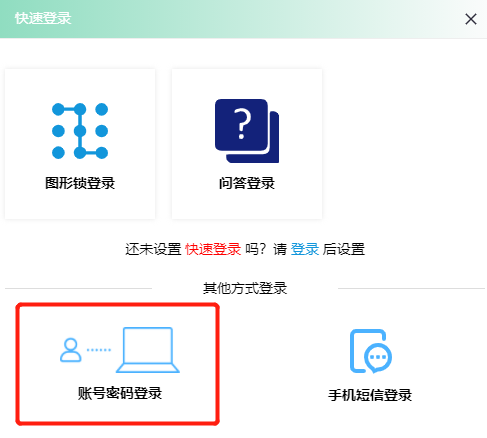 快速登录
?
图形锁登录
问答登录
还未设置 快速登录 吗？请 登录 后设置
其他方式登录
账号密码登录
手机短信登录